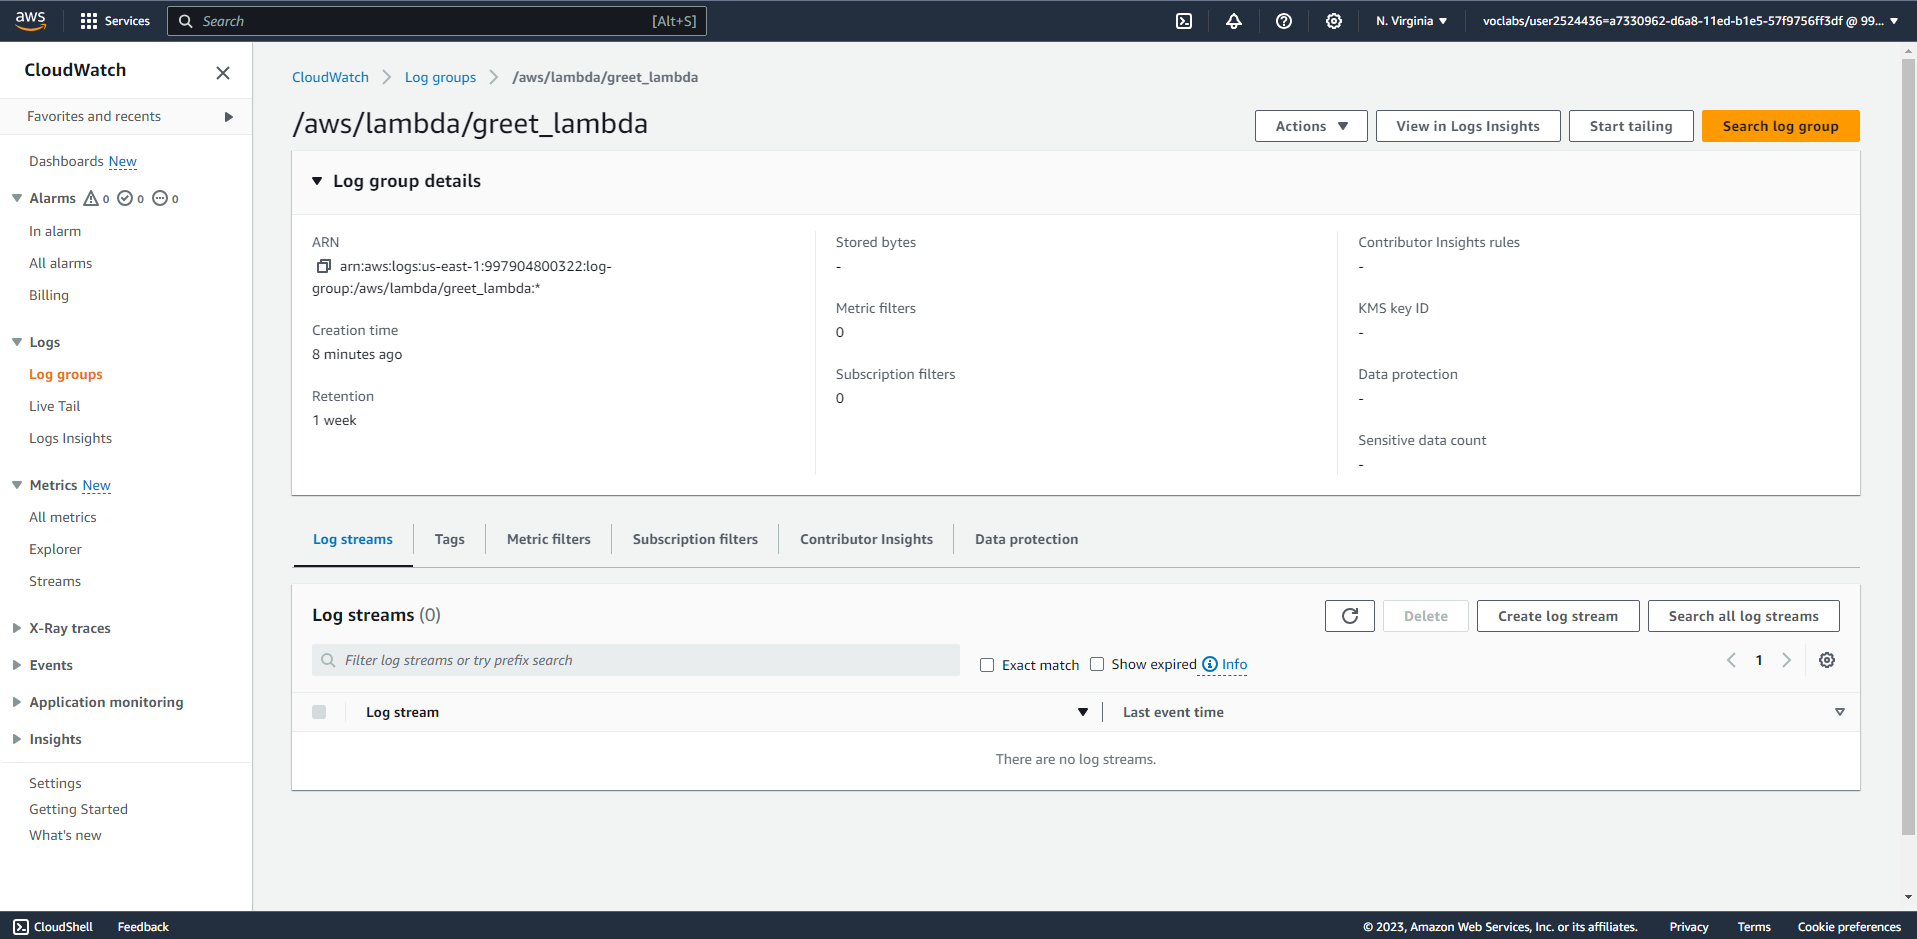 aws
Services
Search
[Alt+S]
N. Virginia
voclabs/user2524436=a7330962-d6a8-11ed-b1e5-57f9756ff3df @ 99...
CloudWatch
Favorites and recents
Dashboards New
Alarms 0 0 0
In alarm
All alarms
Billing
Logs
Log groups
Live Tail
Logs Insights
Metrics New
All metrics
Explorer
Streams
X-Ray traces
Events
Application monitoring
Insights
Settings
Getting Started
What's new
CloudWatch Log groups /aws/lambda/greet_lambda
/aws/lambda/greet_lambda
Actions
View in Logs Insights
Start tailing
Search log group
Log group details
ARN
arn:aws:logs:us-east-1:997904800322:log-
group:/aws/lambda/greet_lambda:*
Creation time
8 minutes ago
Retention
1 week
Stored bytes
-
Metric filters
0
Subscription filters
0
Contributor Insights rules
-
KMS key ID
-
Data protection
-
Sensitive data count
-
Log streams
Tags
Metric filters
Subscription filters
Contributor Insights
Data protection
Log streams (0)
Delete
Create log stream
Search all log streams
Filter log streams or try prefix search
Exact match
Show expired
Info
1
Log stream
Last event time
There are no log streams.
CloudShell
Feedback
© 2023, Amazon Web Services, Inc. or its affiliates.
Privacy
Terms
Cookie preferences